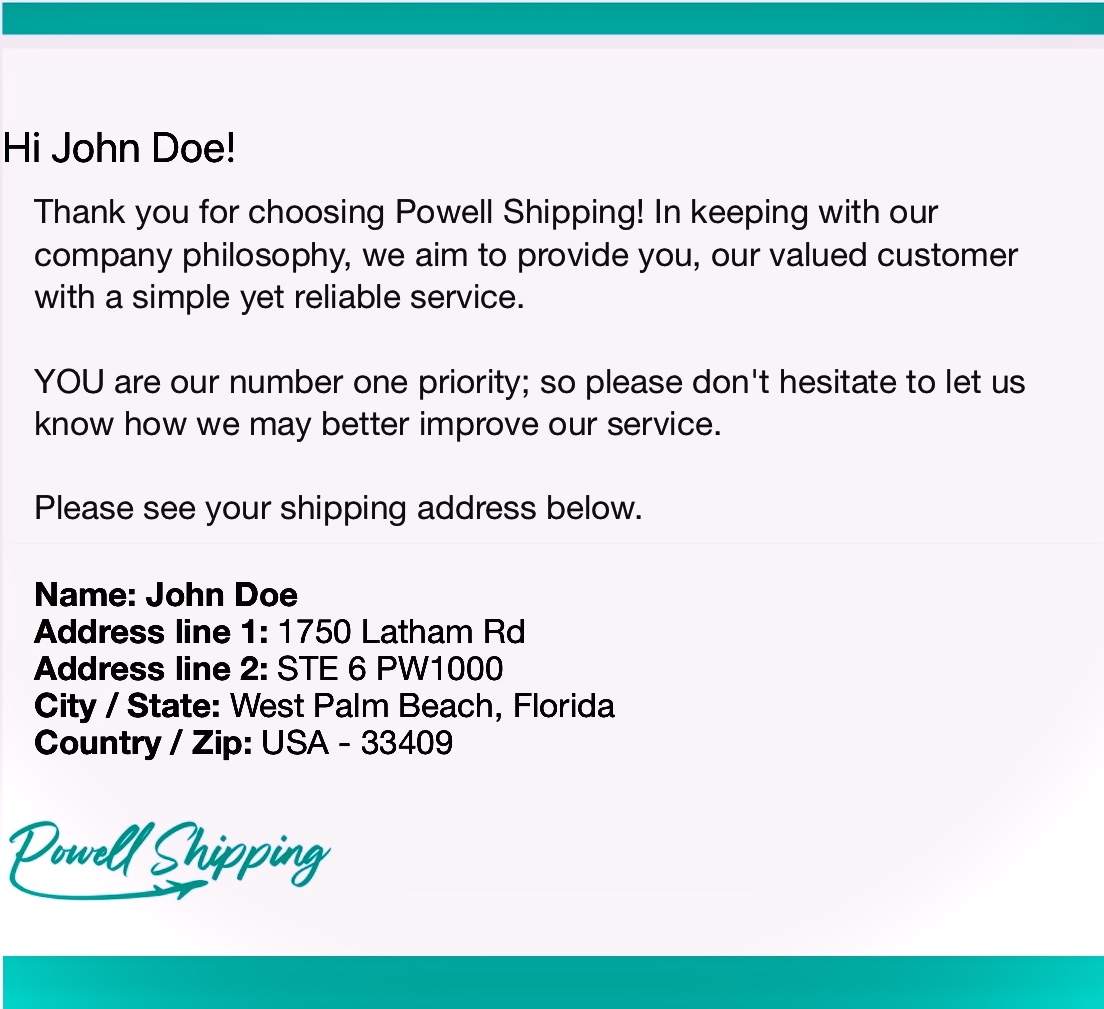 Hi John Doe!
Thank you for choosing Powell Shipping! In keeping with our
company philosophy, we aim to provide you, our valued customer
with a simple yet reliable service.
YOU are our number one priority; so please don't hesitate to let us
know how we may better improve our service.
Please see your shipping address below.
Name: John Doe
Address line 1: 1750 Latham Rd
Address line 2: STE 6 PW1000
City / State: West Palm Beach, Florida
Country / Zip: USA - 33409
Powell Shipping